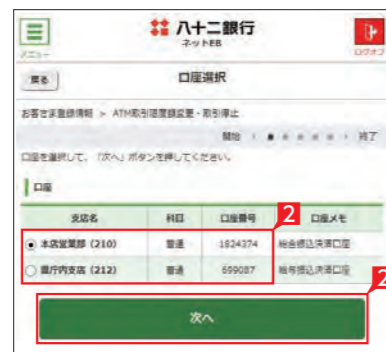 八十二銀行
ネットEB
メニュー
ログオフ
戻る
口座選択
お客さま登録情報 > ATM取引限度額変更・取引停止
開始
終了
口座を選択して、「次へ」ボタンを押してください。
口座
支店名 科目 口座番号 口座メモ
2
本店営業部 (210) 普通 1824374 総合振込決済口座
県庁内支店 (212) 普通 699087 給与振込決済口座
2
次へ